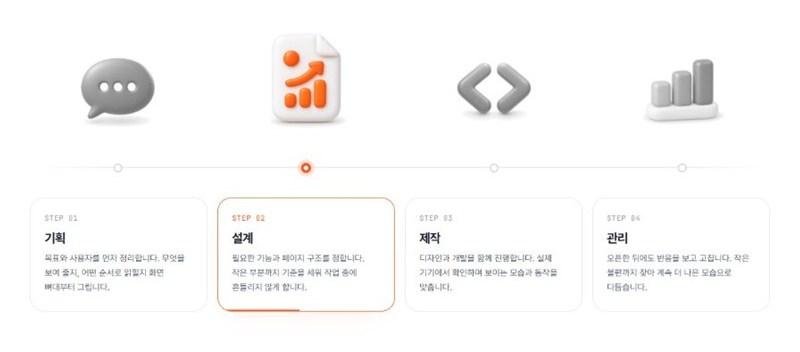 STEP 01
기획
목표와 사용자를 먼저 정리합니다. 무엇을
보여 줄지, 어떤 순서로 읽힐지 화면
뼈대부터 그립니다.
STEP 02
설계
필요한 기능과 페이지 구조를 정합니다.
작은 부분까지 기준을 세워 작업 중에
흔들리지 않게 합니다.
STEP 03
제작
디자인과 개발을 함께 진행합니다. 실제
기기에서 확인하며 보이는 모습과 동작을
맞춥니다.
STEP 04
관리
오픈한 뒤에도 반응을 보고 고칩니다. 작은
불편까지 찾아 계속 더 나은 모습으로
다듬습니다.